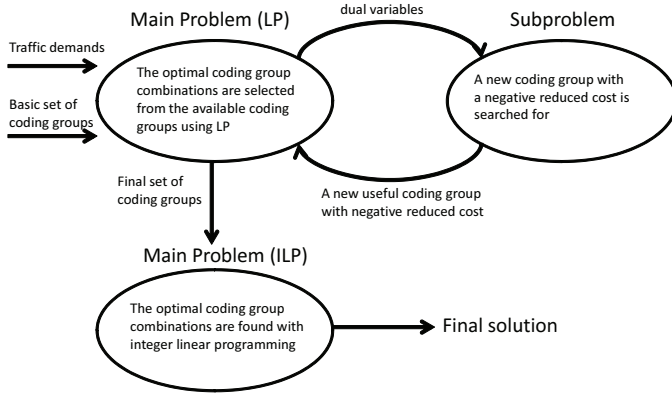 Main Problem (LP)
dual variables
Subproblem
Traffic demands
The optimal coding group
combinations are selected
from the available coding
groups using LP
A new coding group with
a negative reduced cost is
searched for
Basic set of
coding groups
Final set of
coding groups
A new useful coding group
with negative reduced cost
Main Problem (ILP)
The optimal coding group
combinations are found with
integer linear programming
Final solution